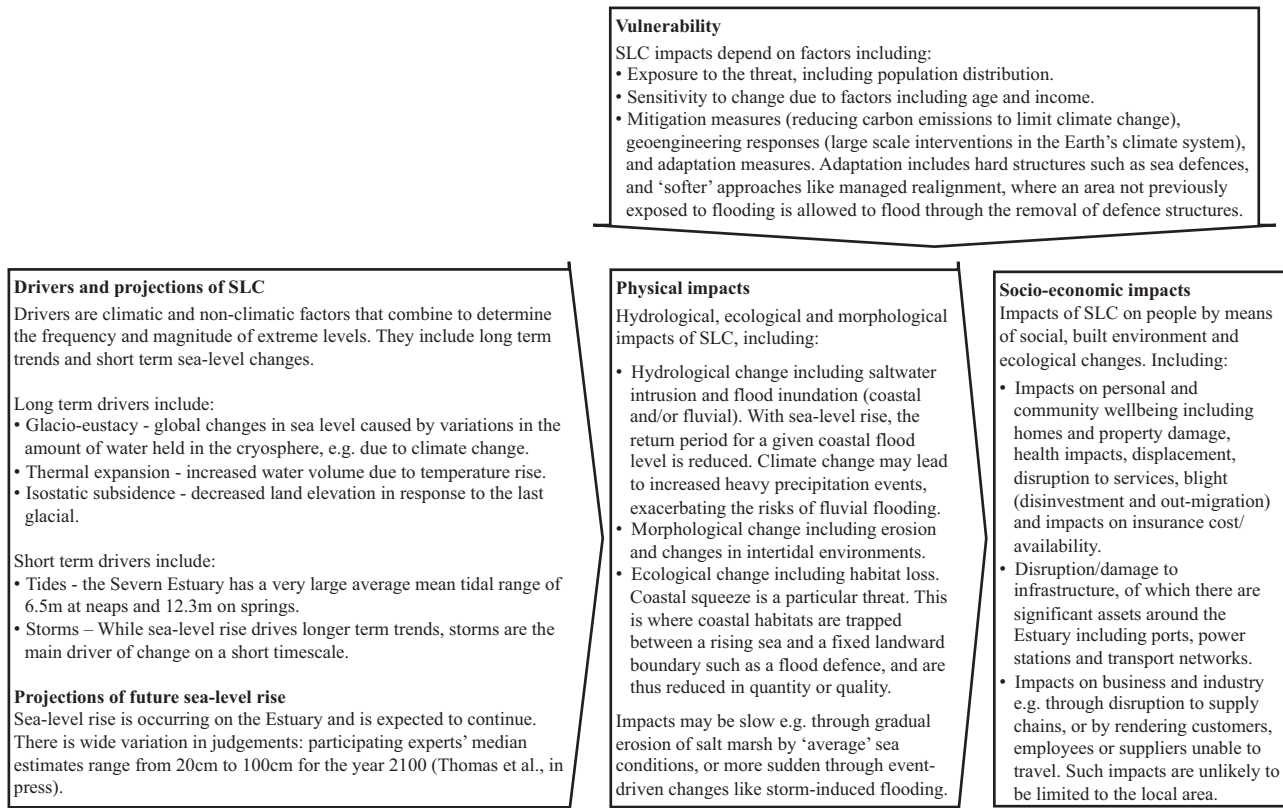 Vulnerability
SLC impacts depend on factors including:
• Exposure to the threat, including population distribution.
• Sensitivity to change due to factors including age and income.
• Mitigation measures (reducing carbon emissions to limit climate change),
geoengineering responses (large scale interventions in the Earth’s climate system),
and adaptation measures. Adaptation includes hard structures such as sea defences,
and ‘softer’ approaches like managed realignment, where an area not previously
exposed to flooding is allowed to flood through the removal of defence structures.
Drivers and projections of SLC
Drivers are climatic and non-climatic factors that combine to determine
the frequency and magnitude of extreme levels. They include long term
trends and short term sea-level changes.
Long term drivers include:
• Glacio-eustacy - global changes in sea level caused by variations in the
amount of water held in the cryosphere, e.g. due to climate change.
• Thermal expansion - increased water volume due to temperature rise.
• Isostatic subsidence - decreased land elevation in response to the last
glacial.
Short term drivers include:
• Tides - the Severn Estuary has a very large average mean tidal range of
6.5m at neaps and 12.3m on springs.
• Storms – While sea-level rise drives longer term trends, storms are the
main driver of change on a short timescale.
Projections of future sea-level rise
Sea-level rise is occurring on the Estuary and is expected to continue.
There is wide variation in judgements: participating experts’ median
estimates range from 20cm to 100cm for the year 2100 (Thomas et al., in
press).
Physical impacts
Hydrological, ecological and morphological
impacts of SLC, including:
• Hydrological change including saltwater
intrusion and flood inundation (coastal
and/or fluvial). With sea-level rise, the
return period for a given coastal flood
level is reduced. Climate change may lead
to increased heavy precipitation events,
exacerbating the risks of fluvial flooding.
• Morphological change including erosion
and changes in intertidal environments.
• Ecological change including habitat loss.
Coastal squeeze is a particular threat. This
is where coastal habitats are trapped
between a rising sea and a fixed landward
boundary such as a flood defence, and are
thus reduced in quantity or quality.
Impacts may be slow e.g. through gradual
erosion of salt marsh by ‘average’ sea
conditions, or more sudden through event-
driven changes like storm-induced flooding.
Socio-economic impacts
Impacts of SLC on people by means
of social, built environment and
ecological changes. Including:
• Impacts on personal and
community wellbeing including
homes and property damage,
health impacts, displacement,
disruption to services, blight
(disinvestment and out-migration)
and impacts on insurance cost/
availability.
• Disruption/damage to
infrastructure, of which there are
significant assets around the
Estuary including ports, power
stations and transport networks.
• Impacts on business and industry
e.g. through disruption to supply
chains, or by rendering customers,
employees or suppliers unable to
travel. Such impacts are unlikely to
be limited to the local area.